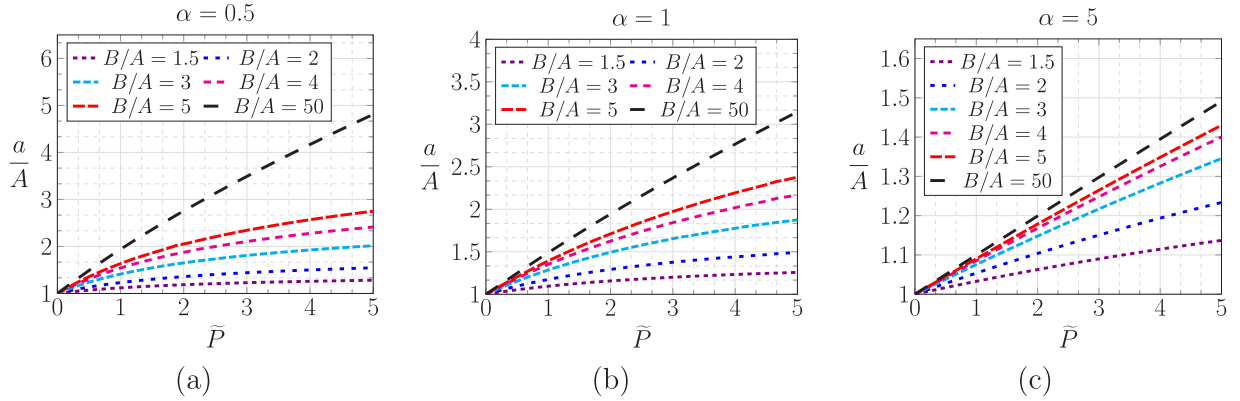 α = 0.5
6
5
4
3
2
1
a/A
B/A = 1.5 B/A = 2
B/A = 3 B/A = 4
B/A = 5 B/A = 50
0 1 2 3 4 5
P̃
(a)
α = 1
4
3.5
3
2.5
2
1.5
1
a/A
B/A = 1.5 B/A = 2
B/A = 3 B/A = 4
B/A = 5 B/A = 50
0 1 2 3 4 5
P̃
(b)
α = 5
1.6
1.5
1.4
1.3
1.2
1.1
1
a/A
B/A = 1.5
B/A = 2
B/A = 3
B/A = 4
B/A = 5
B/A = 50
0 1 2 3 4 5
P̃
(c)